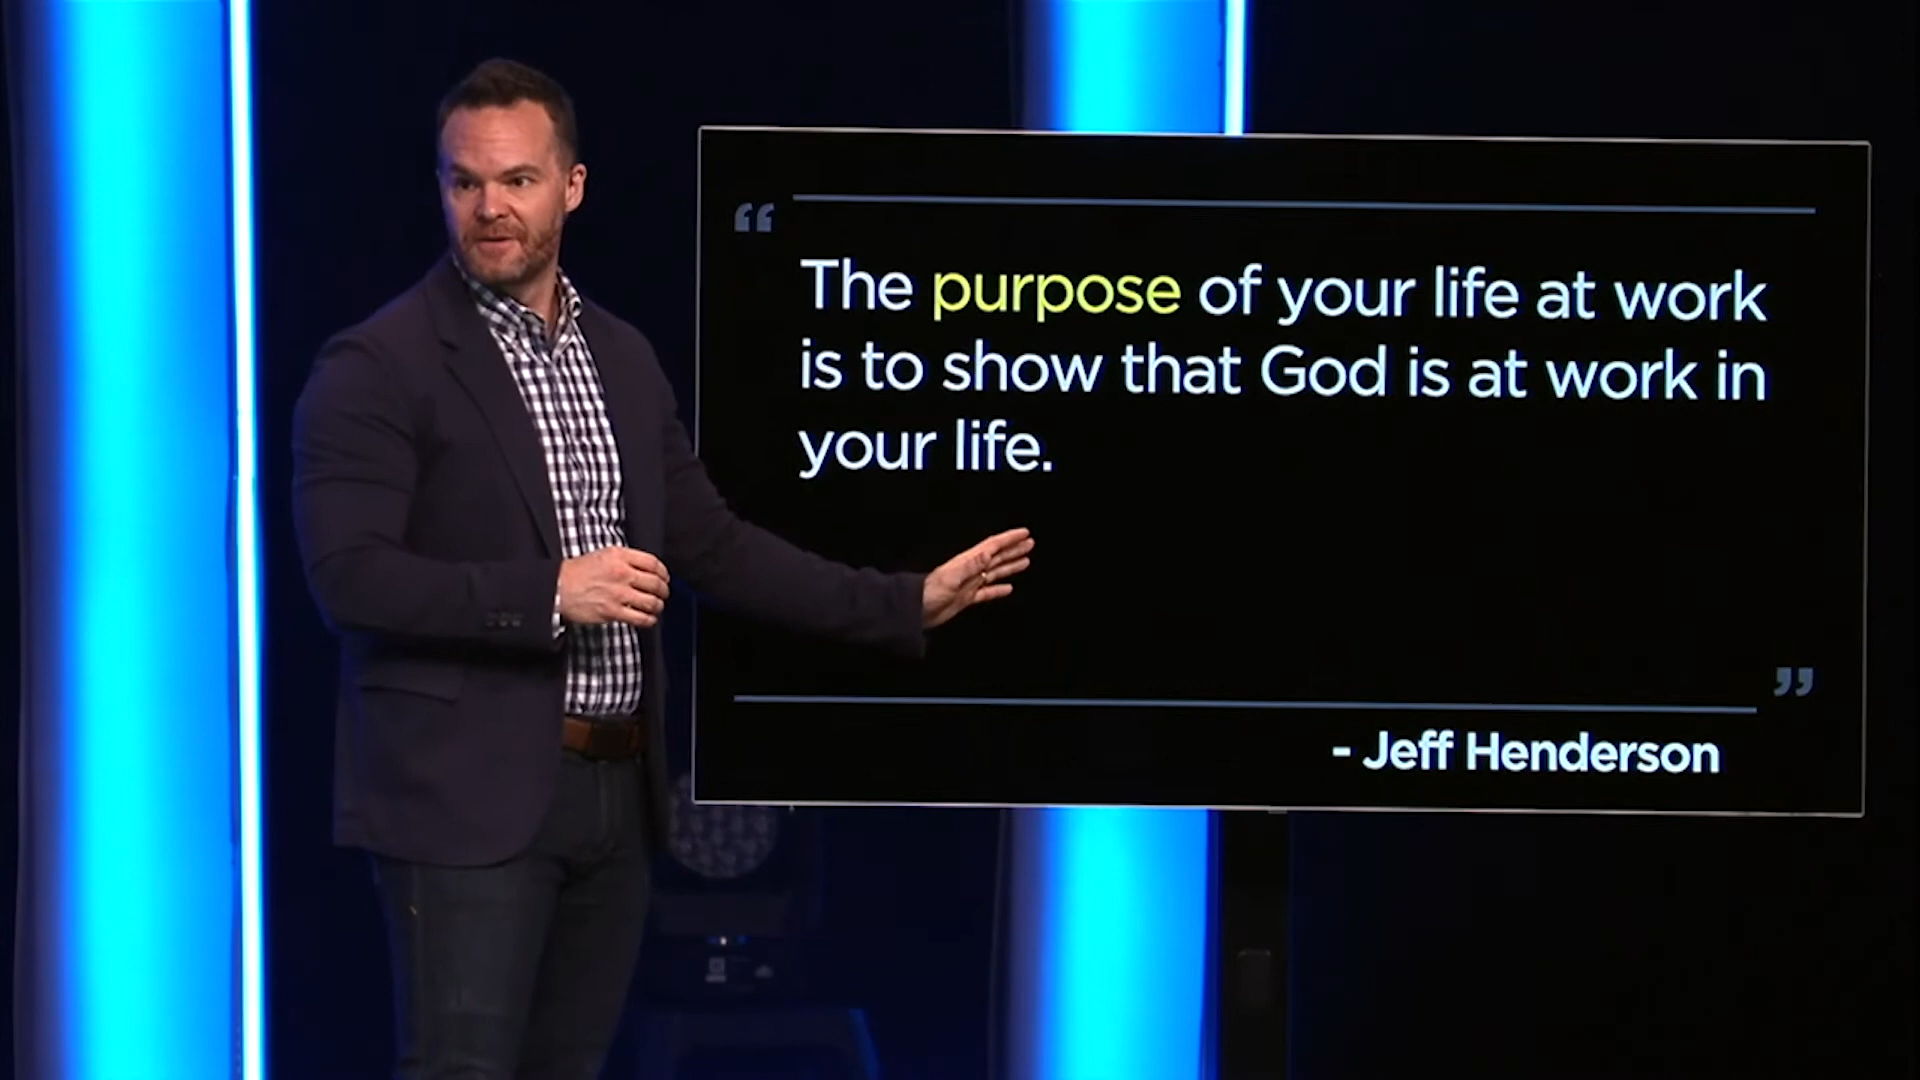 “
The purpose of your life at work
is to show that God is at work in
your life.
”
- Jeff Henderson